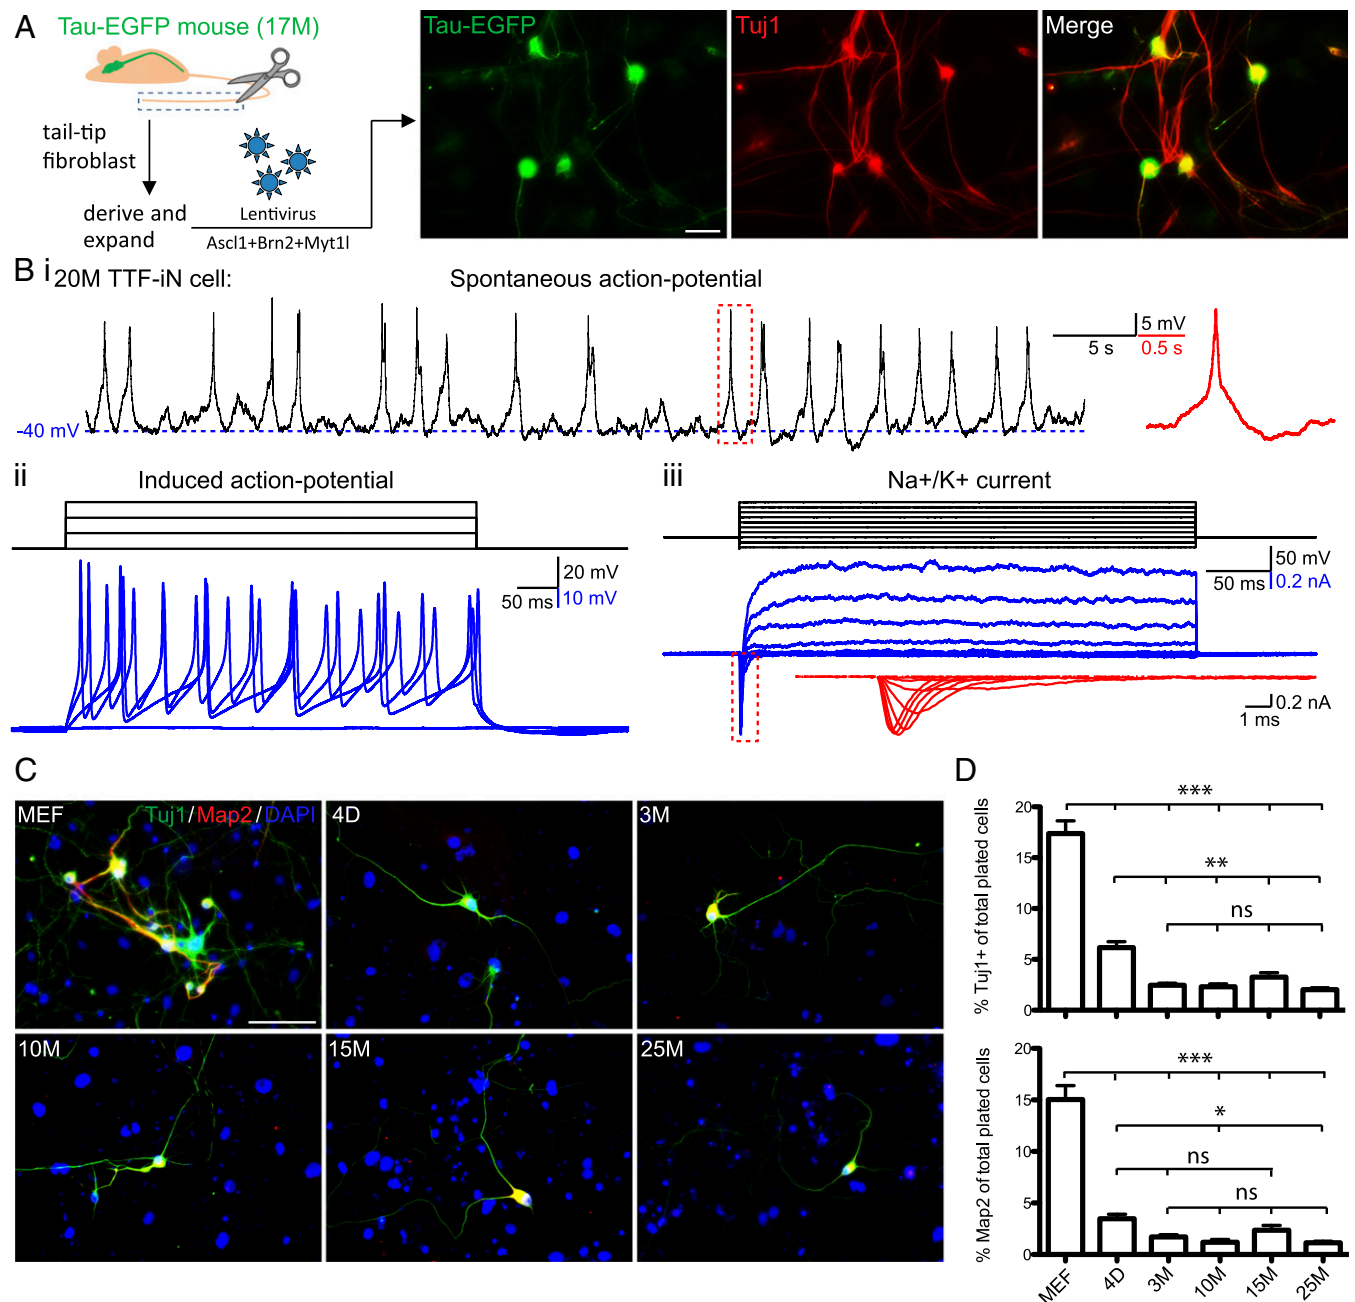 A
Tau-EGFP mouse (17M)
tail-tip
fibroblast
derive and
expand
Lentivirus
Ascl1+Brn2+Myt1l
Tau-EGFP
Tuj1
Merge
B i
20M TTF-iN cell:
Spontaneous action-potential
5 mV
5 s
0.5 s
-40 mV
ii
Induced action-potential
20 mV
50 ms
10 mV
iii
Na+/K+ current
50 mV
50 ms
0.2 nA
0.2 nA
1 ms
C
MEF
Tuj1/Map2/DAPI
4D
3M
10M
15M
25M
D
% Tuj1+ of total plated cells
20
15
10
5
0
***
**
ns
% Map2 of total plated cells
20
15
10
5
0
***
*
ns
ns
MEF
4D
3M
10M
15M
25M